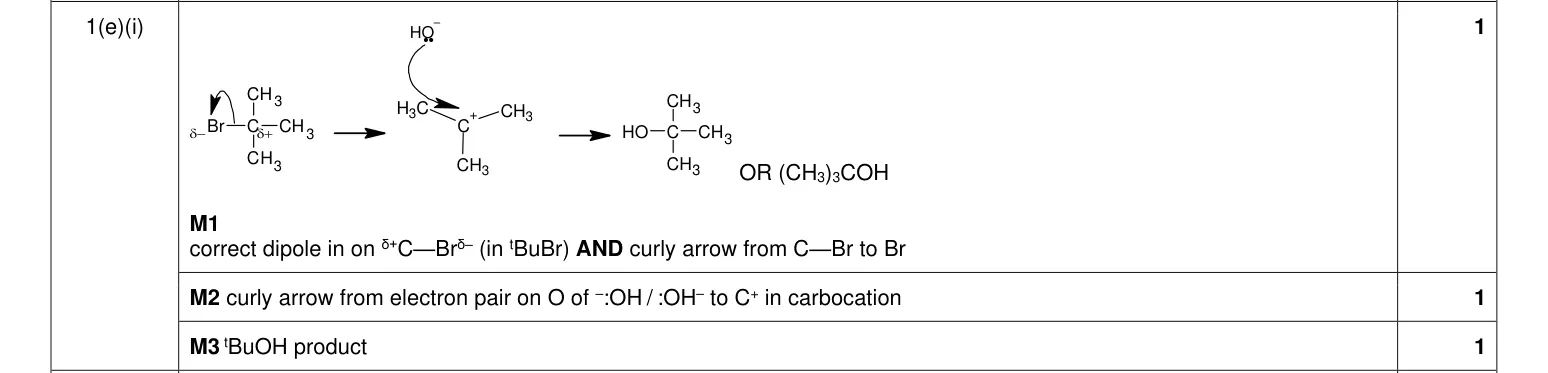 1(e)(i)
1
HO⁻
CH₃
δ– Br—C—CH₃
δ+
CH₃
H₃C
C⁺
CH₃
CH₃
CH₃
HO—C—CH₃
CH₃
OR (CH₃)₃COH
M1
correct dipole in on δ⁺C—Brδ⁻ (in ᵗBuBr) AND curly arrow from C—Br to Br
M2 curly arrow from electron pair on O of ⁻:OH / :OH⁻ to C⁺ in carbocation
1
M3 ᵗBuOH product
1